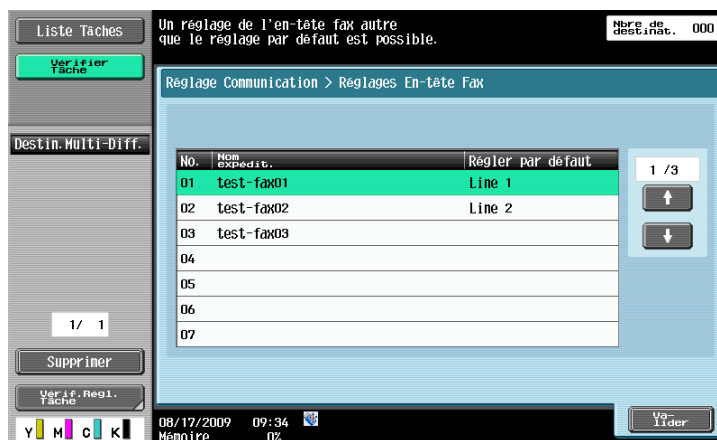 Liste Tâches
Vérifier
Tâche
Destin.Multi-Diff.
1/ 1
Supprimer
Vérif.Régl.
Tâche
Y M C K
Un réglage de l'en-tête fax autre
que le réglage par défaut est possible.
Nbre de
destinat. 000
Réglage Communication > Réglages En-tête Fax
No. Nom
expédit. Régler par défaut
01 test-fax01 Line 1
02 test-fax02 Line 2
03 test-fax03
04
05
06
07
1 /3
08/17/2009 09:34
Mémoire 0%
Va-
lider